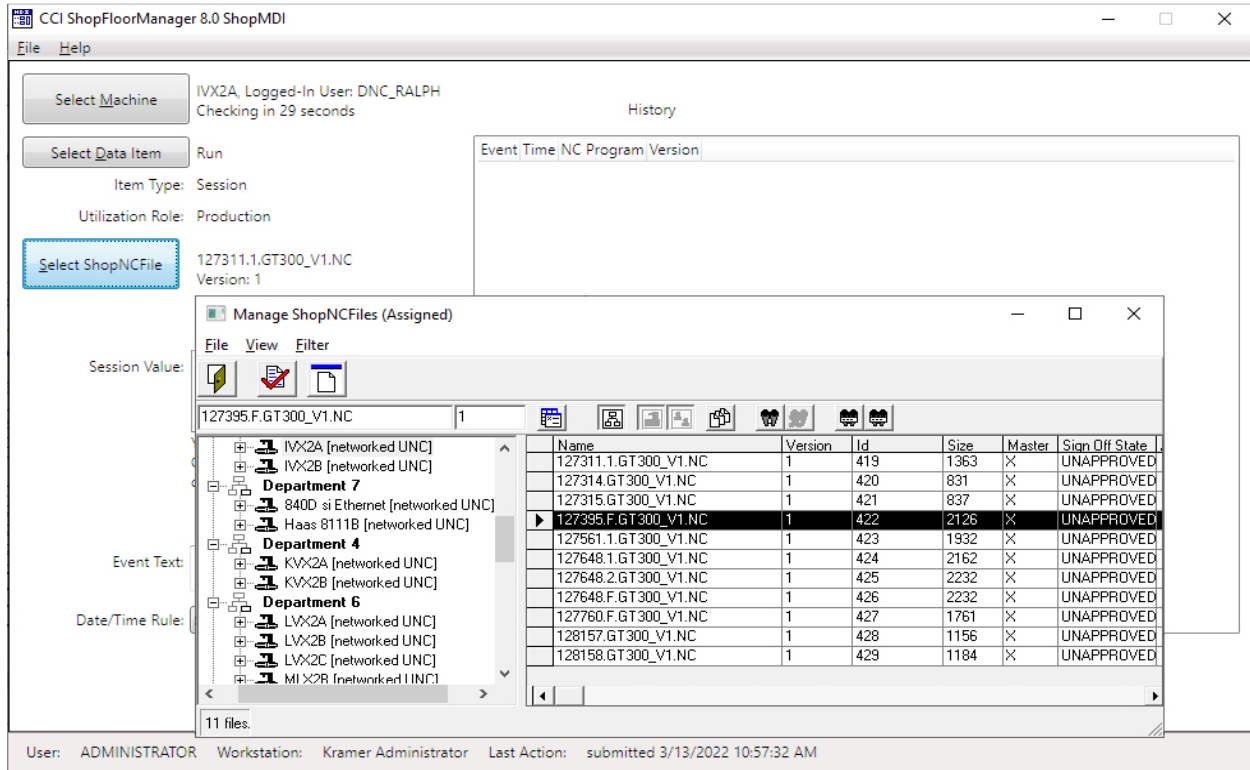 CCI ShopFloorManager 8.0 ShopMDI
File Help
Select Machine
IVX2A, Logged-In User: DNC_RALPH
Checking in 29 seconds
History
Select Data Item Run
Event Time NC Program Version
Item Type: Session
Utilization Role: Production
Select ShopNCFile
127311.1.GT300_V1.NC
Version: 1
Manage ShopNCFiles (Assigned)
File View Filter
Session Value:
127395.F.GT300_V1.NC 1
IVX2A [networked UNC]
IVX2B [networked UNC]
Department 7
840D si Ethernet [networked UNC]
Haas 8111B [networked UNC]
Department 4
KVX2A [networked UNC]
KVX2B [networked UNC]
Department 6
LVX2A [networked UNC]
LVX2B [networked UNC]
LVX2C [networked UNC]
MLX2B [networked UNC]
Name Version Id Size Master Sign Off State
127311.1.GT300_V1.NC 1 419 1363 X UNAPPROVED
127314.GT300_V1.NC 1 420 831 X UNAPPROVED
127315.GT300_V1.NC 1 421 837 X UNAPPROVED
127395.F.GT300_V1.NC 1 422 2126 X UNAPPROVED
127561.1.GT300_V1.NC 1 423 1932 X UNAPPROVED
127648.1.GT300_V1.NC 1 424 2162 X UNAPPROVED
127648.2.GT300_V1.NC 1 425 2232 X UNAPPROVED
127648.F.GT300_V1.NC 1 426 2232 X UNAPPROVED
127760.F.GT300_V1.NC 1 427 1761 X UNAPPROVED
128157.GT300_V1.NC 1 428 1156 X UNAPPROVED
128158.GT300_V1.NC 1 429 1184 X UNAPPROVED
Event Text:
Date/Time Rule:
11 files.
User: ADMINISTRATOR Workstation: Kramer Administrator Last Action: submitted 3/13/2022 10:57:32 AM